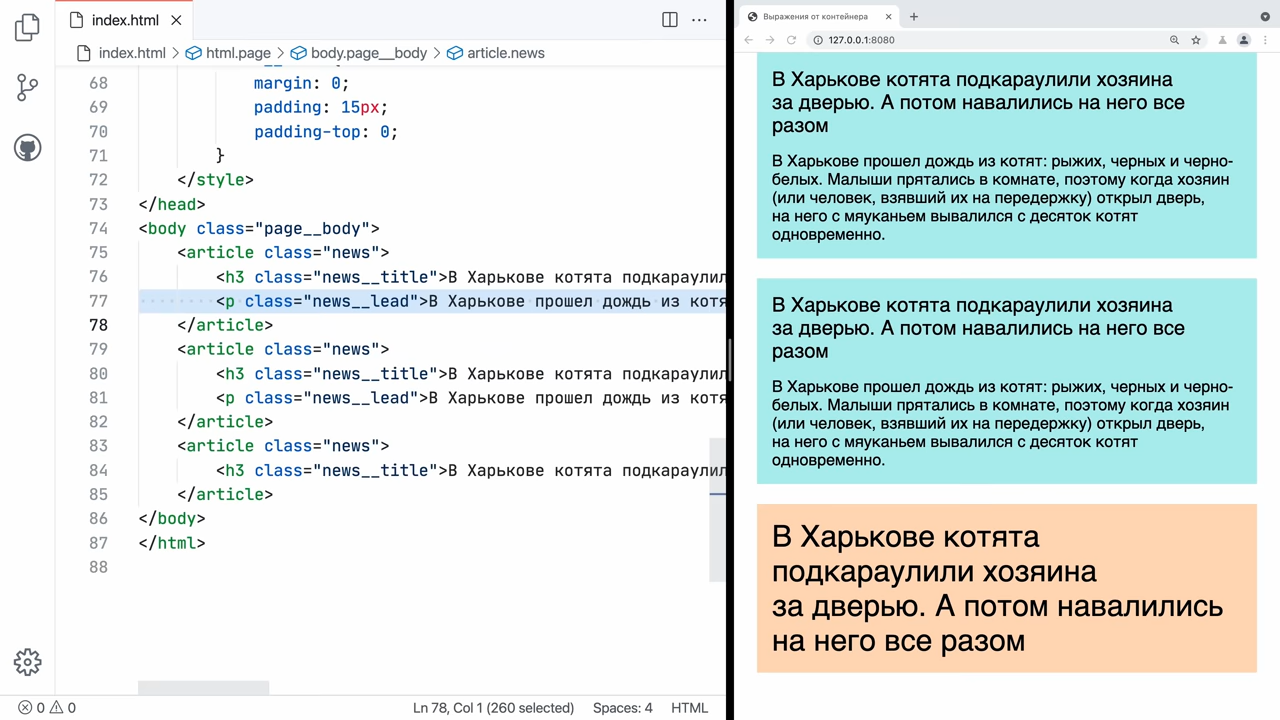 index.html
index.html > html.page > body.page__body > article.news
68 margin: 0;
69 padding: 15px;
70 padding-top: 0;
71 }
72 </style>
73 </head>
74 <body class="page__body">
75 <article class="news">
76 <h3 class="news__title">В Харькове котята подкараулил
77 <p class="news__lead">В Харькове прошел дождь из котя
78 </article>
79 <article class="news">
80 <h3 class="news__title">В Харькове котята подкараулил
81 <p class="news__lead">В Харькове прошел дождь из котя
82 </article>
83 <article class="news">
84 <h3 class="news__title">В Харькове котята подкараулил
85 </article>
86 </body>
87 </html>
88
0 0
Ln 78, Col 1 (260 selected) Spaces: 4 HTML
Выражения от контейнера
127.0.0.1:8080
В Харькове котята подкараулили хозяина
за дверью. А потом навалились на него все
разом
В Харькове прошел дождь из котят: рыжих, черных и черно-
белых. Малыши прятались в комнате, поэтому когда хозяин
(или человек, взявший их на передержку) открыл дверь,
на него с мяуканьем вывалился с десяток котят
одновременно.
В Харькове котята подкараулили хозяина
за дверью. А потом навалились на него все
разом
В Харькове прошел дождь из котят: рыжих, черных и черно-
белых. Малыши прятались в комнате, поэтому когда хозяин
(или человек, взявший их на передержку) открыл дверь,
на него с мяуканьем вывалился с десяток котят
одновременно.
В Харькове котята
подкараулили хозяина
за дверью. А потом навалились
на него все разом